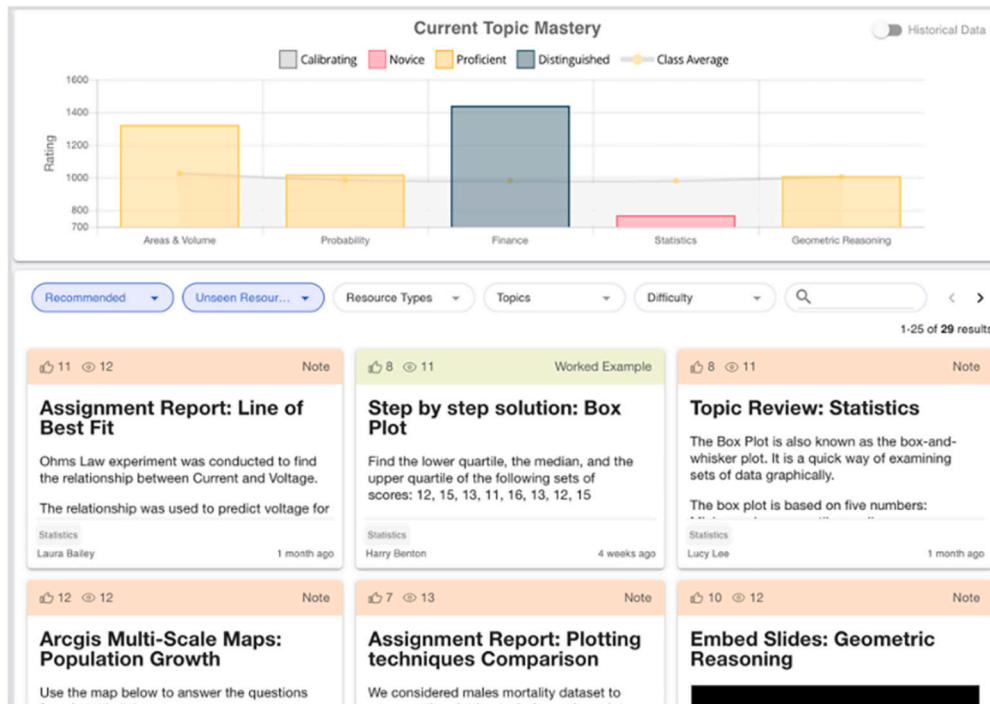 Current Topic Mastery
Historical Data
Calibrating Novice Proficient Distinguished Class Average
Rating
1600
1400
1200
1000
800
700
Areas & Volume Probability Finance Statistics Geometric Reasoning
Recommended Unseen Resour... Resource Types Topics Difficulty
1-25 of 29 results
11 12 Note
Assignment Report: Line of
Best Fit
Ohms Law experiment was conducted to find
the relationship between Current and Voltage.
The relationship was used to predict voltage for
Statistics
Laura Bailey 1 month ago
8 11 Worked Example
Step by step solution: Box
Plot
Find the lower quartile, the median, and the
upper quartile of the following sets of
scores: 12, 15, 13, 11, 16, 13, 12, 15
Statistics
Harry Benton 4 weeks ago
8 11 Note
Topic Review: Statistics
The Box Plot is also known as the box-and-
whisker plot. It is a quick way of examining
sets of data graphically.
The box plot is based on five numbers:
Statistics
Lucy Lee 1 month ago
12 12 Note
Arcgis Multi-Scale Maps:
Population Growth
Use the map below to answer the questions
7 13 Note
Assignment Report: Plotting
techniques Comparison
We considered males mortality dataset to
10 12 Note
Embed Slides: Geometric
Reasoning